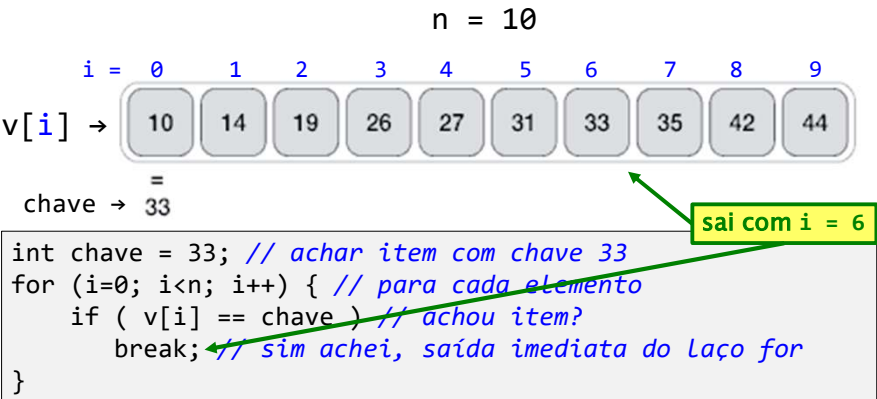 n = 10
i = 0 1 2 3 4 5 6 7 8 9
v[i] → 10 14 19 26 27 31 33 35 42 44
=
chave → 33
sai com i = 6
int chave = 33; // achar item com chave 33
for (i=0; i<n; i++) { // para cada elemento
    if ( v[i] == chave ) // achou item?
       break; // sim achei, saída imediata do laço for
}